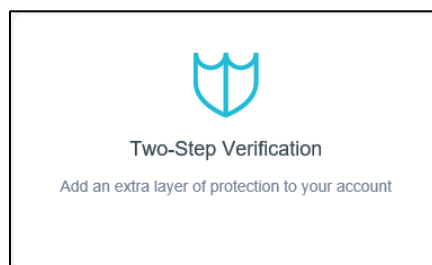 Two-Step Verification
Add an extra layer of protection to your account